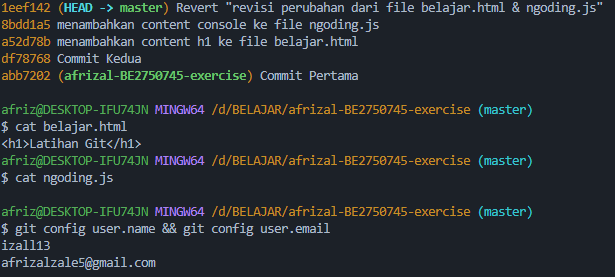 1eef142 (HEAD -> master) Revert "revisi perubahan dari file belajar.html & ngoding.js"
8bdd1a5 menambahkan content console ke file ngoding.js
a52d78b menambahkan content h1 ke file belajar.html
df78768 Commit Kedua
abb7202 (afrizal-BE2750745-exercise) Commit Pertama
afriz@DESKTOP-IFU74JN MINGW64 /d/BELAJAR/afrizal-BE2750745-exercise (master)
$ cat belajar.html
<h1>Latihan Git</h1>
afriz@DESKTOP-IFU74JN MINGW64 /d/BELAJAR/afrizal-BE2750745-exercise (master)
$ cat ngoding.js
afriz@DESKTOP-IFU74JN MINGW64 /d/BELAJAR/afrizal-BE2750745-exercise (master)
$ git config user.name && git config user.email
izall13
afrizalzale5@gmail.com